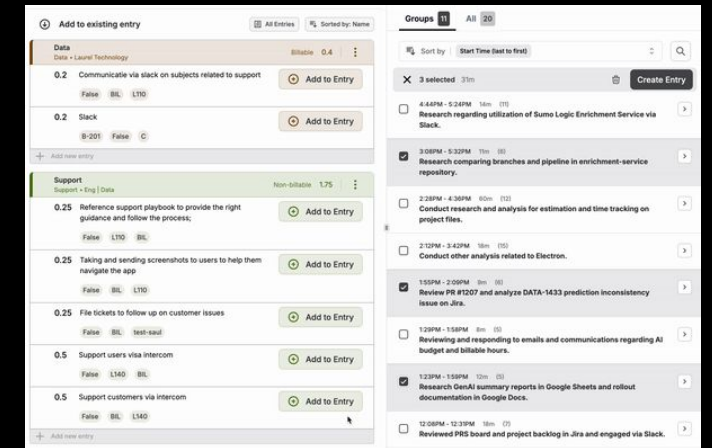 Add to existing entry
All Entries
Sorted by: Name
Data
Data • Laurel Technology
Billable 0.4
0.2 Communicatie via slack on subjects related to support
Add to Entry
False BIL L110
0.2 Slack
Add to Entry
B-201 False C
+ Add new entry
Support
Support • Eng | Data
Non-billable 1.75
0.25 Reference support playbook to provide the right
guidance and follow the process;
Add to Entry
False L110 BIL
0.25 Taking and sending screenshots to users to help them
navigate the app
Add to Entry
False BIL L110
0.25 File tickets to follow up on customer issues
Add to Entry
False BIL test-saul
0.5 Support users visa intercom
Add to Entry
False L140 BIL
0.5 Support customers via intercom
Add to Entry
False BIL L140
+ Add new entry
Groups 11 All 20
Sort by Start Time (last to first)
3 selected 31m
Create Entry
4:44PM - 5:24PM 14m (11)
Research regarding utilization of Sumo Logic Enrichment Service via
Slack.
3:08PM - 5:32PM 11m (8)
Research comparing branches and pipeline in enrichment-service
repository.
2:28PM - 4:36PM 60m (12)
Conduct research and analysis for estimation and time tracking on
project files.
2:12PM - 3:42PM 18m (15)
Conduct other analysis related to Electron.
1:55PM - 2:09PM 9m (6)
Review PR #1207 and analyze DATA-1433 prediction inconsistency
issue on Jira.
1:29PM - 1:58PM 8m (5)
Reviewing and responding to emails and communications regarding AI
budget and billable hours.
1:23PM - 1:59PM 12m (5)
Research GenAI summary reports in Google Sheets and rollout
documentation in Google Docs.
12:08PM - 12:31PM 18m (7)
Reviewed PRS board and project backlog in Jira and engaged via Slack.